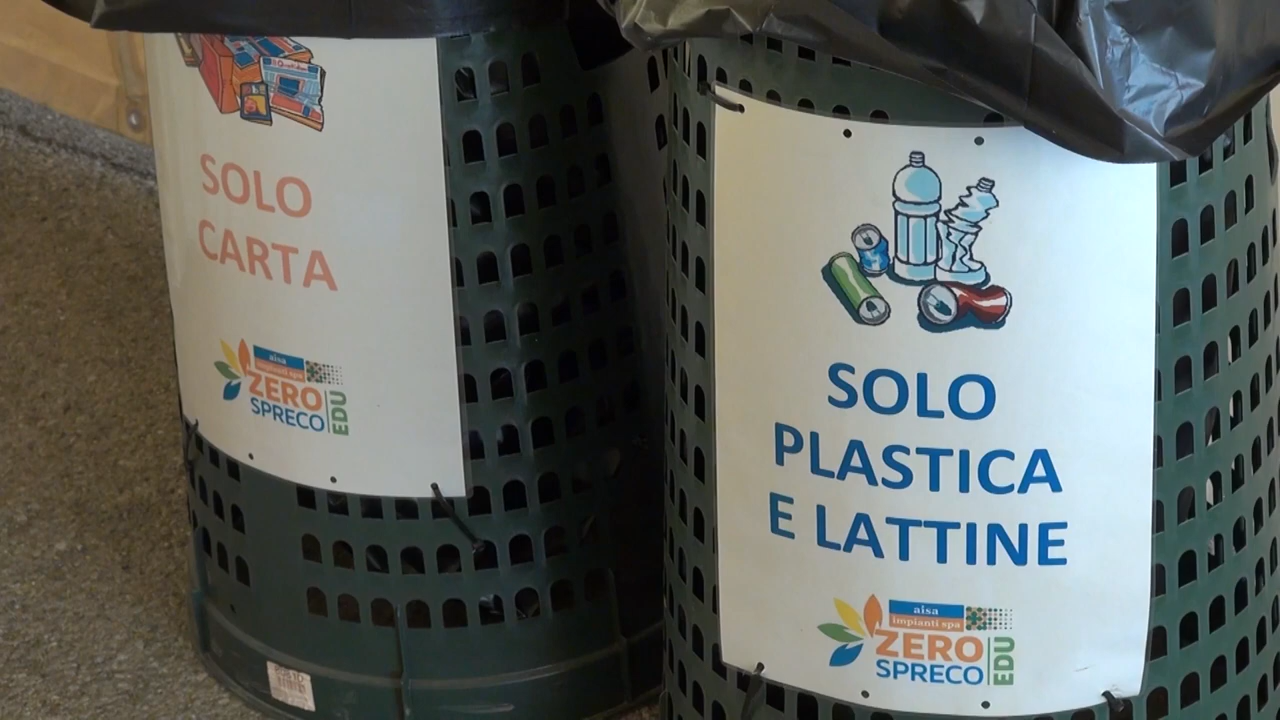 SOLO
CARTA
aisa
impianti spa
ZERO
SPRECO
EDU
SOLO
PLASTICA
E LATTINE
aisa
impianti spa
ZERO
SPRECO
EDU